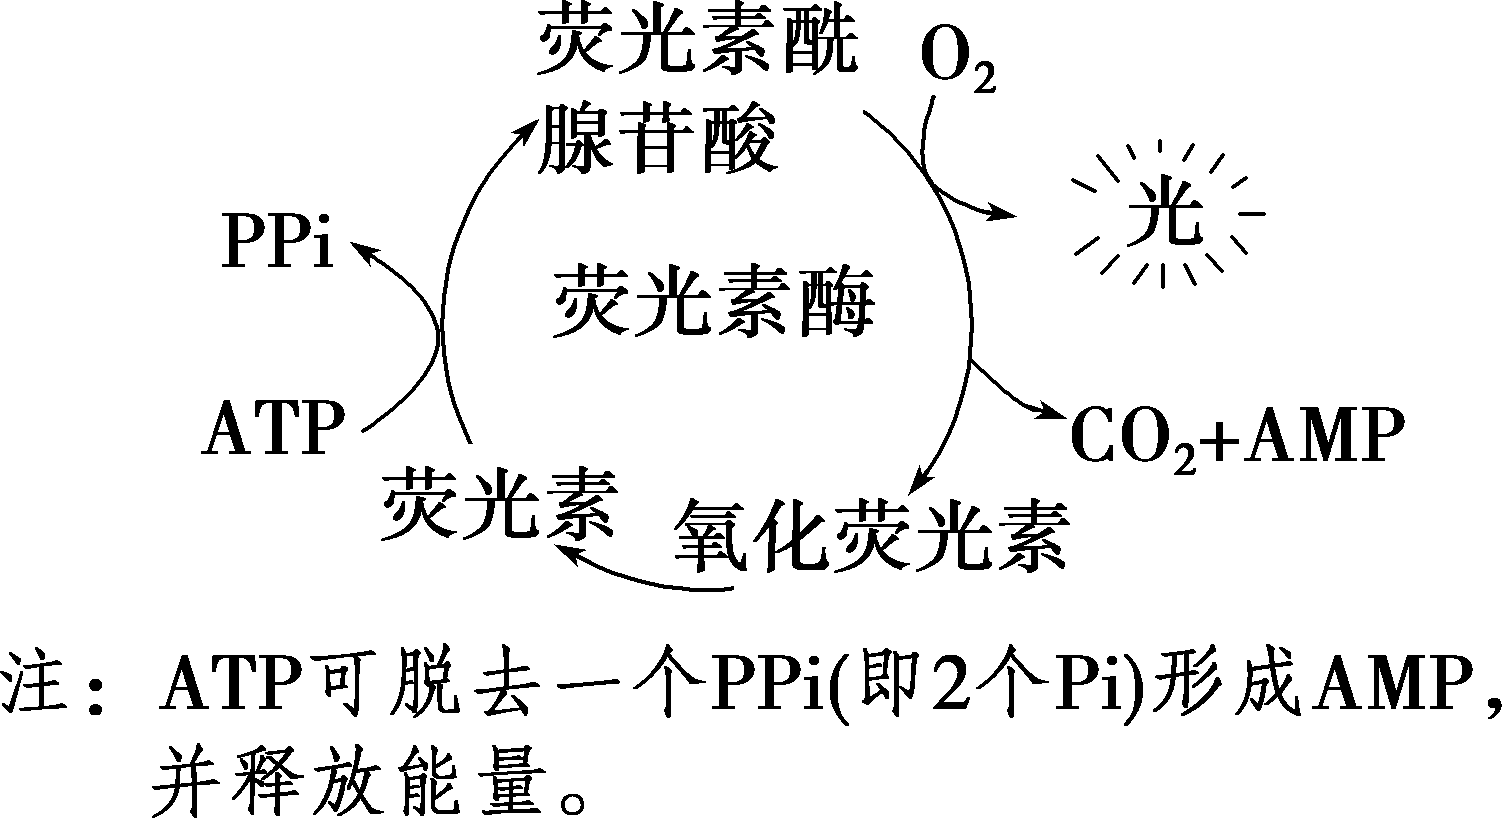 荧光素酰
腺苷酸
O₂
光
PPi
荧光素酶
ATP
CO₂+AMP
荧光素
氧化荧光素
注：ATP可脱去一个PPi(即2个Pi)形成AMP，
并释放能量。